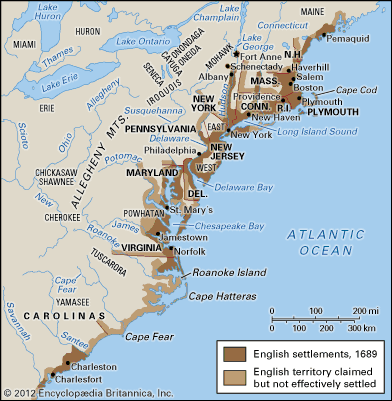 Lake Champlain
MAINE
HURON
MIAMI
Lake Huron
Thames
Lake Ontario
ONONDAGA
CAYUGA
ONEIDA
SENECA
IROQUOIS
MOHAWK
Lake George
Fort Anne
Schenectady
Albany
N.H.
Pemaquid
Haverhill
Salem
MASS.
Boston
Cape Cod
Providence
Plymouth
CONN.
R.I.
PLYMOUTH
New Haven
Hudson
Lake Erie
ERIE
Ohio
Allegheny
Susquehanna
NEW YORK
EAST
New York
Long Island Sound
PENNSYLVANIA
Delaware
NEW JERSEY
Philadelphia
WEST
ALLEGHENY MTS.
Potomac
MARYLAND
Delaware Bay
DEL.
CHICKASAW
SHAWNEE
POWHATAN
St. Mary's
Chesapeake Bay
CHEROKEE
New
James
Roanoke
Jamestown
VIRGINIA
Norfolk
ATLANTIC
OCEAN
TUSCARORA
Roanoke Island
Cape Fear
Cape Hatteras
YAMASEE
CAROLINAS
Savannah
Santee
Cape Fear
Charleston
Charlesfort
0 100 200 mi
0 100 200 300 km
English settlements, 1689
English territory claimed
but not effectively settled
© 2012 Encyclopædia Britannica, Inc.